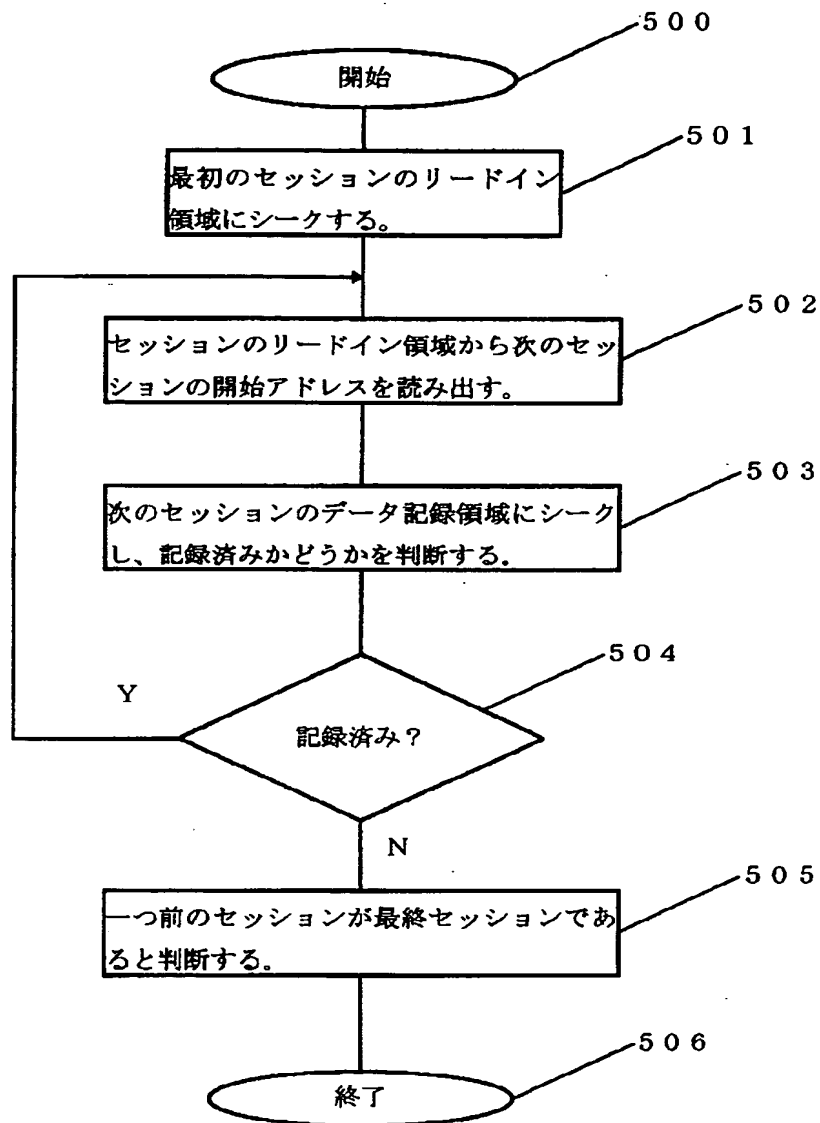 ５００
開始
５０１
最初のセッションのリードイン
領域にシークする。
５０２
セッションのリードイン領域から次のセッ
ションの開始アドレスを読み出す。
５０３
次のセッションのデータ記録領域にシーク
し、記録済みかどうかを判断する．
５０４
Y
記録済み？
N
５０５
一つ前のセッションが最終セッションであ
ると判断する。
５０６
終了